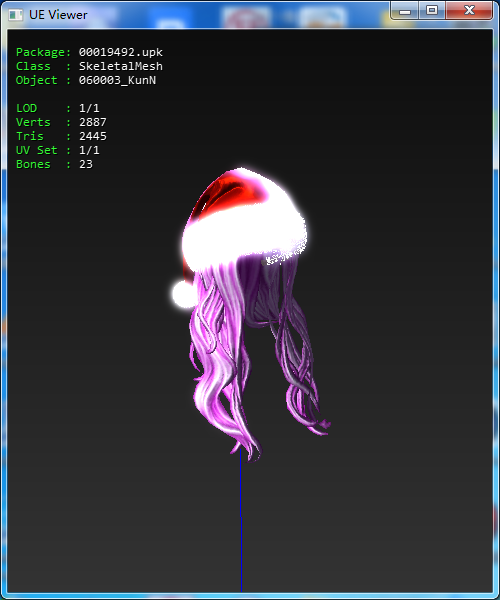 UE Viewer
Package: 00019492.upk
Class  : SkeletalMesh
Object : 060003_KunN
LOD    : 1/1
Verts  : 2887
Tris   : 2445
UV Set : 1/1
Bones  : 23